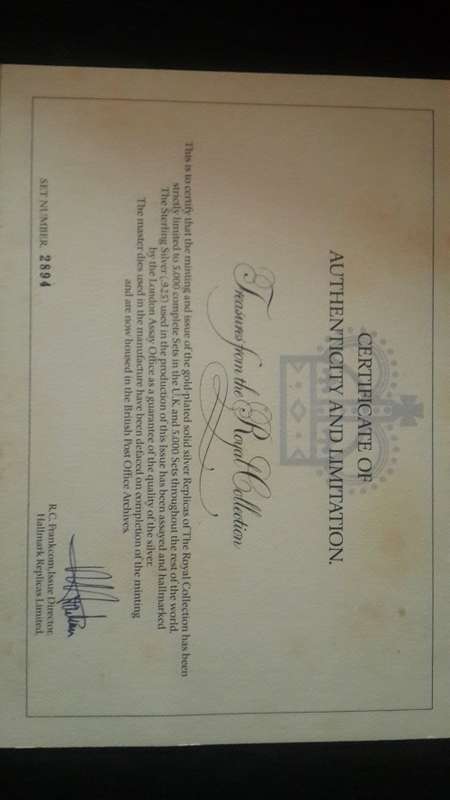 CERTIFICATE OF
AUTHENTICITY AND LIMITATION.
Treasures from the Royal Collection
This is to certify that the minting and issue of the gold-plated solid silver Replicas of The Royal Collection has been
strictly limited to 5,000 complete Sets in the U.K. and 5,000 Sets throughout the rest of the world.
The Sterling Silver (.925) used in the production of this Issue has been assayed and hallmarked
by the London Assay Office as a guarantee of the quality of the silver.
The master dies used in the manufacture have been defaced on completion of the minting
and are now housed in the British Post Office Archives.
R.C. Frankcom, Issue Director.
Hallmark Replicas Limited.
SET NUMBER. 2894